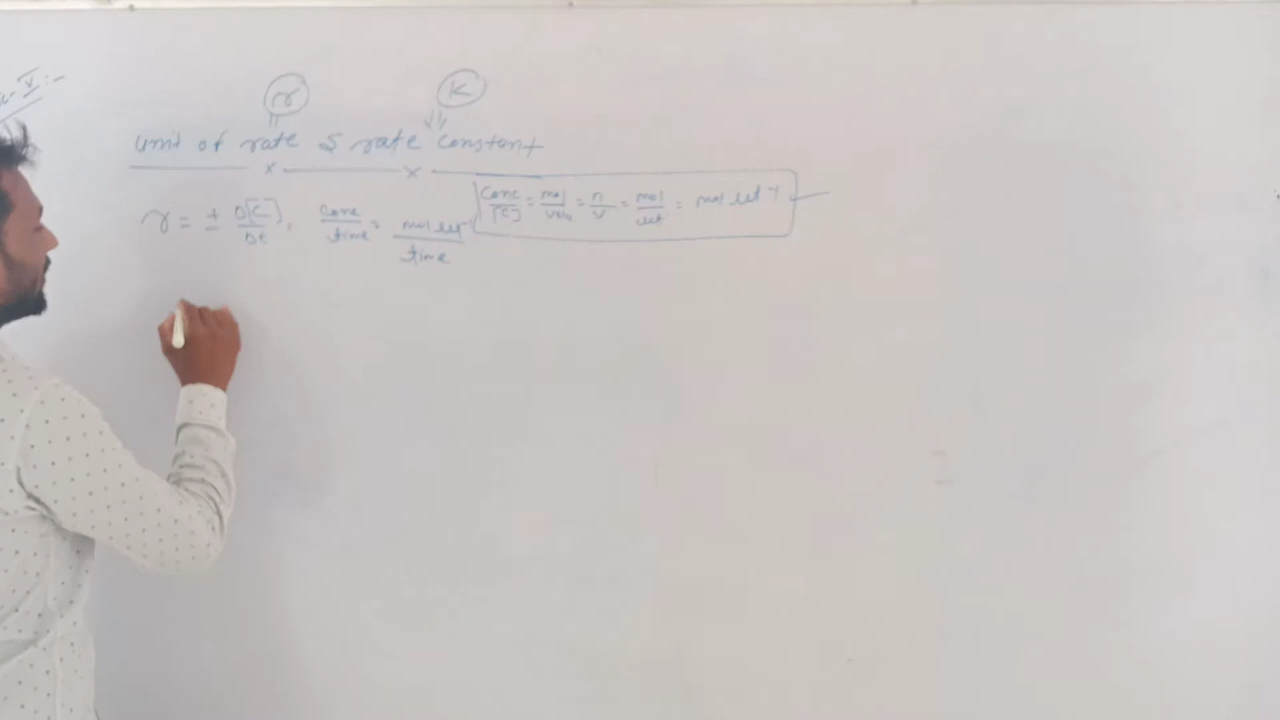 r K
unit of rate & rate constant
r = ± Δ[C]/Δt, conc/time = mol lit⁻¹/time
conc/[C] = mol/volu = n/V = mol/lit = mol lit⁻¹